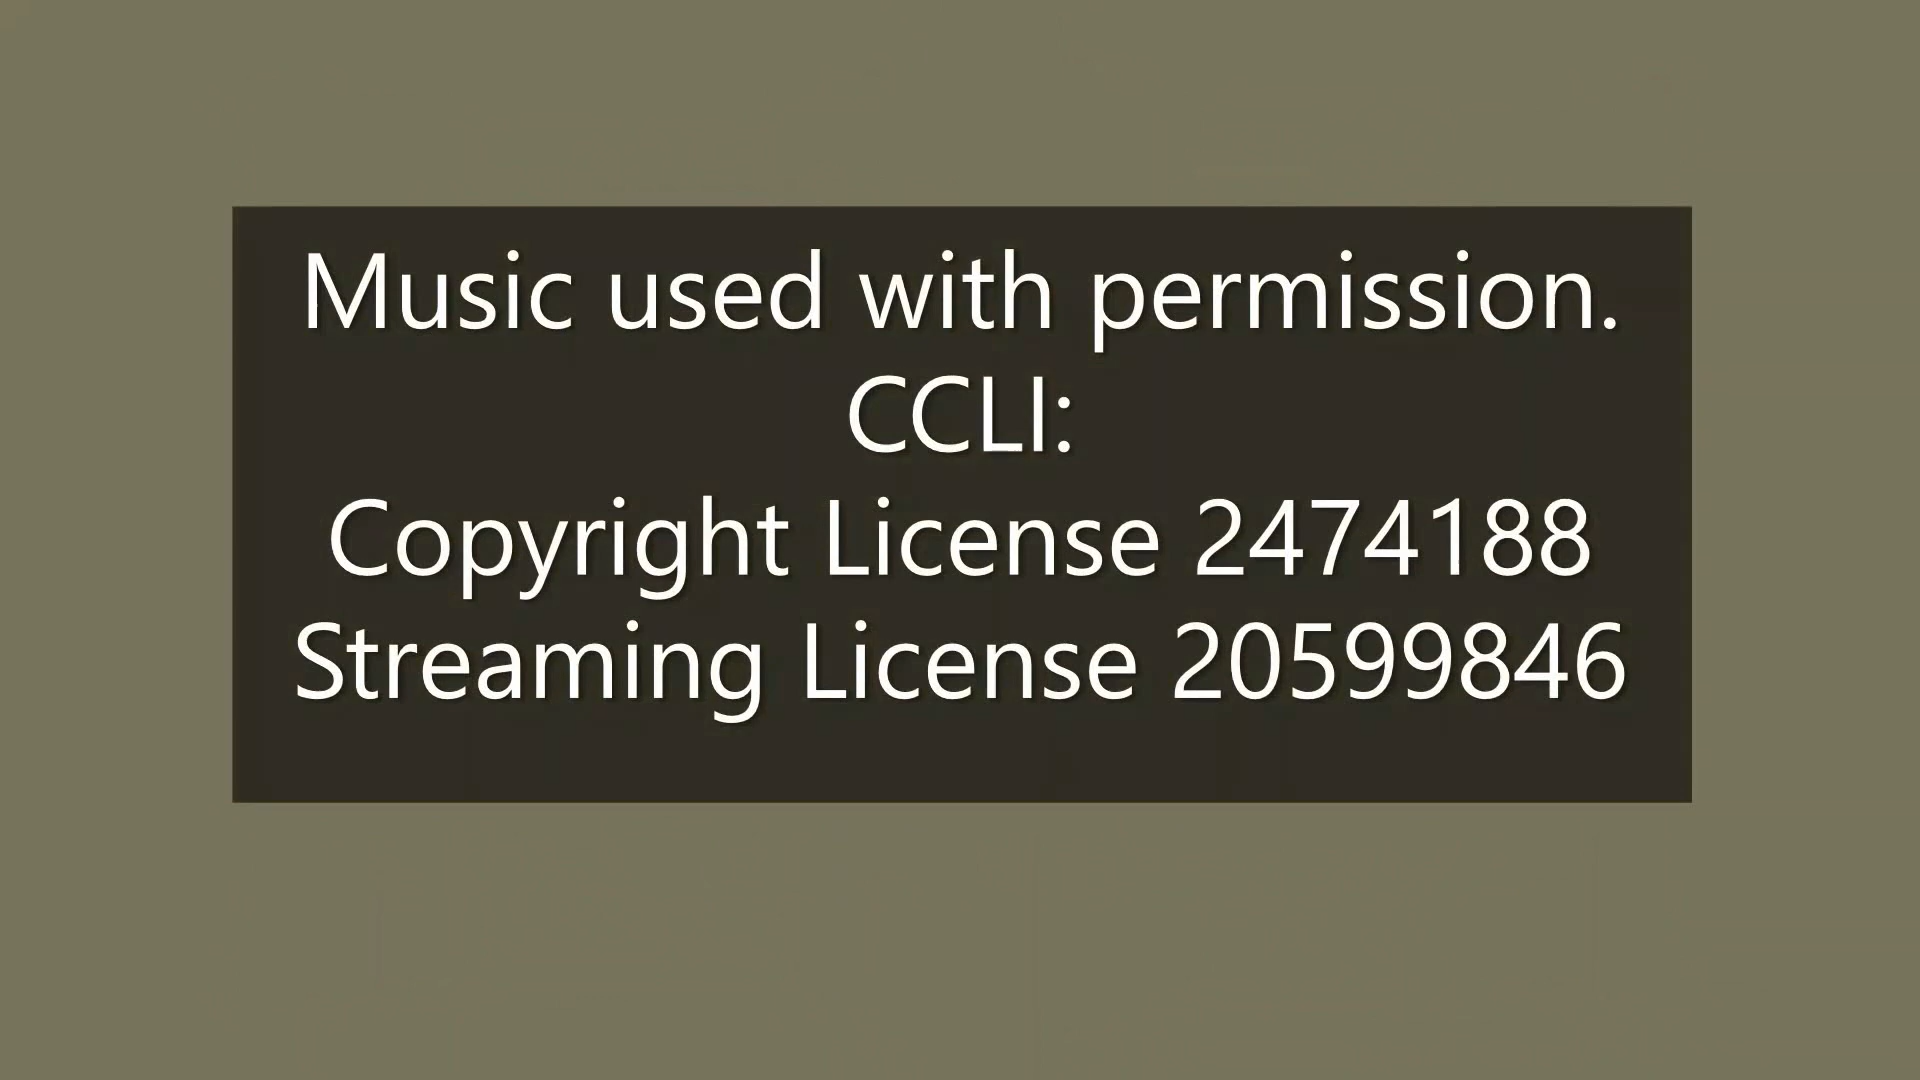 Music used with permission.
CCLI:
Copyright License 2474188
Streaming License 20599846